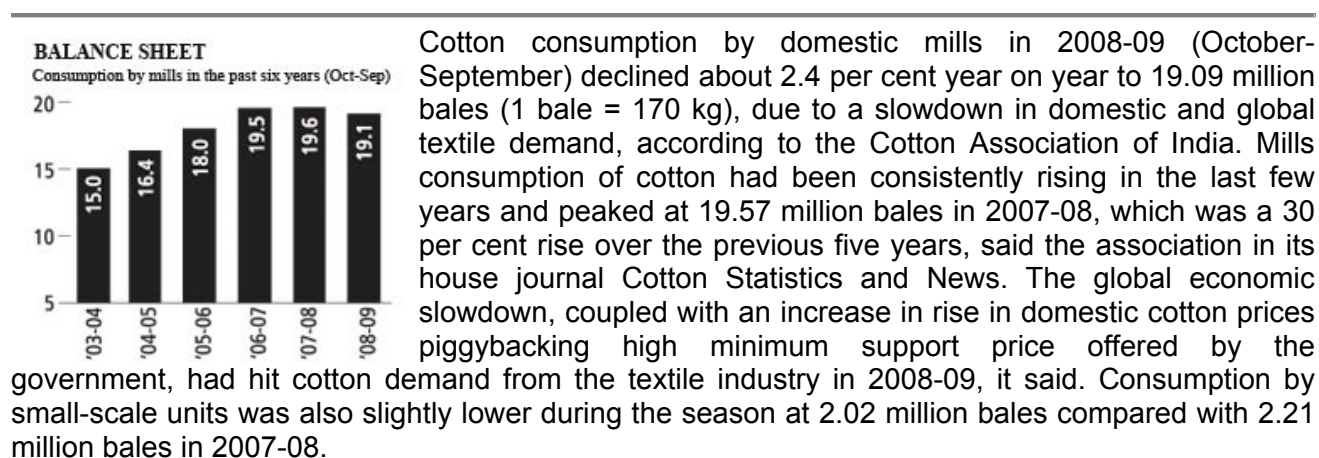 BALANCE SHEET
Consumption by mills in the past six years (Oct-Sep)
20
15
10
5
15.0
16.4
18.0
19.5
19.6
19.1
'03-04
'04-05
'05-06
'06-07
'07-08
'08-09
Cotton consumption by domestic mills in 2008-09 (October-
September) declined about 2.4 per cent year on year to 19.09 million
bales (1 bale = 170 kg), due to a slowdown in domestic and global
textile demand, according to the Cotton Association of India. Mills
consumption of cotton had been consistently rising in the last few
years and peaked at 19.57 million bales in 2007-08, which was a 30
per cent rise over the previous five years, said the association in its
house journal Cotton Statistics and News. The global economic
slowdown, coupled with an increase in rise in domestic cotton prices
piggybacking high minimum support price offered by the
government, had hit cotton demand from the textile industry in 2008-09, it said. Consumption by
small-scale units was also slightly lower during the season at 2.02 million bales compared with 2.21
million bales in 2007-08.